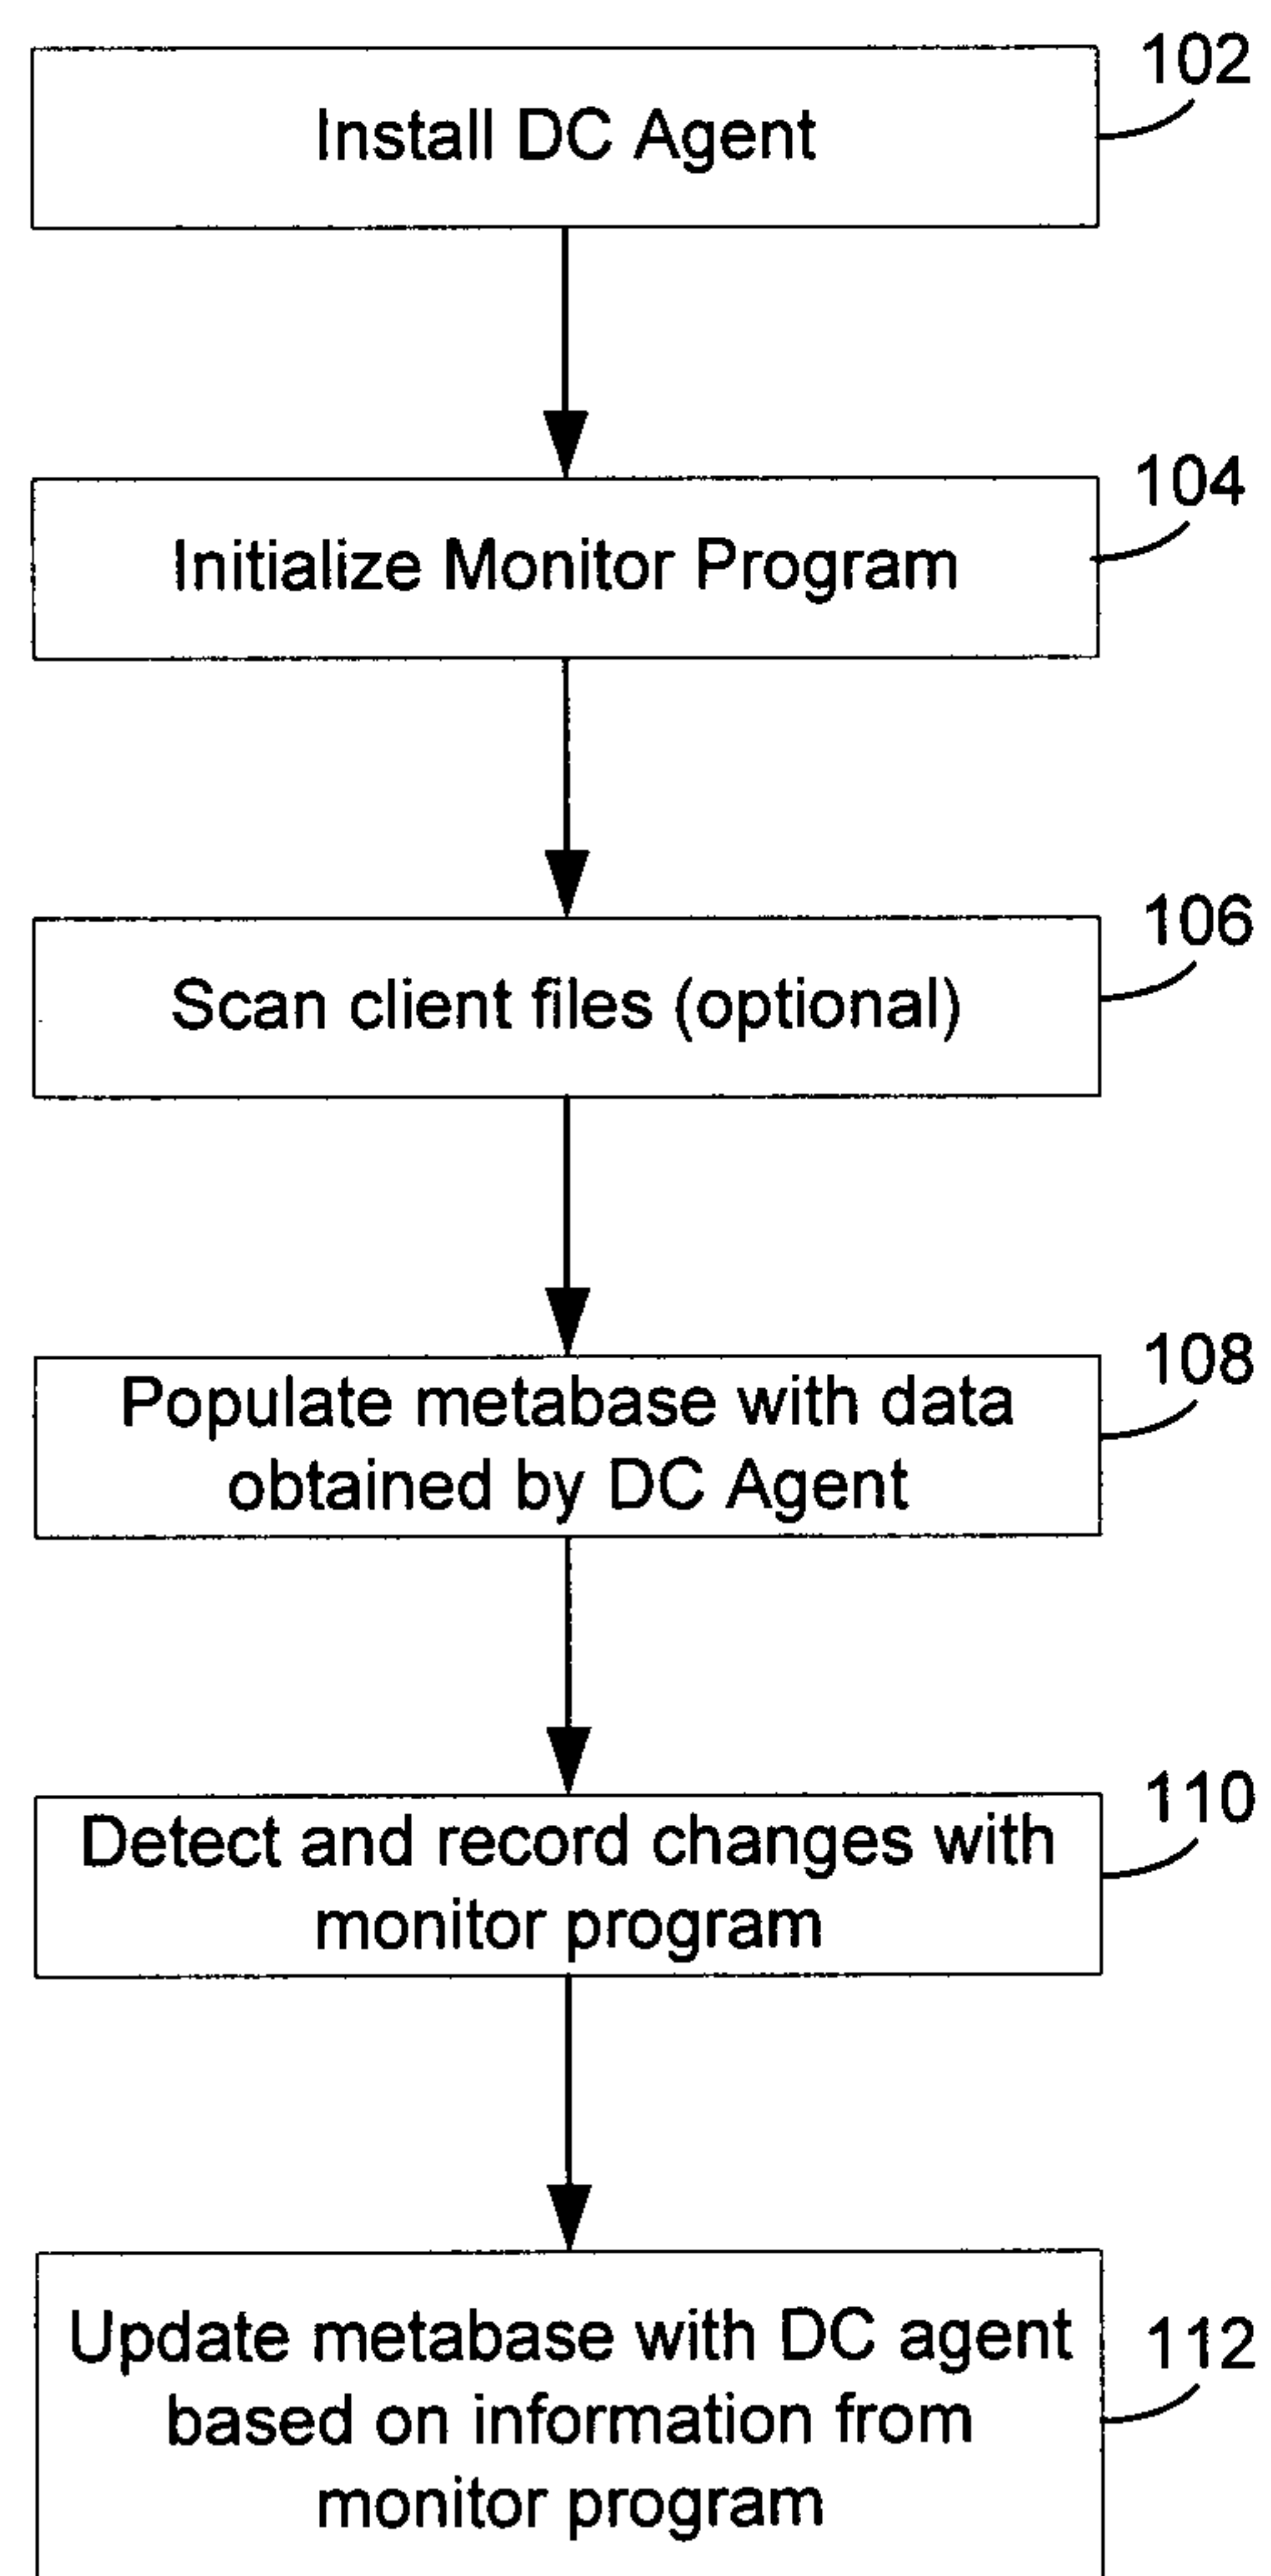 102
Install DC Agent
104
Initialize Monitor Program
106
Scan client files (optional)
108
Populate metabase with data
obtained by DC Agent
110
Detect and record changes with
monitor program
112
Update metabase with DC agent
based on information from
monitor program